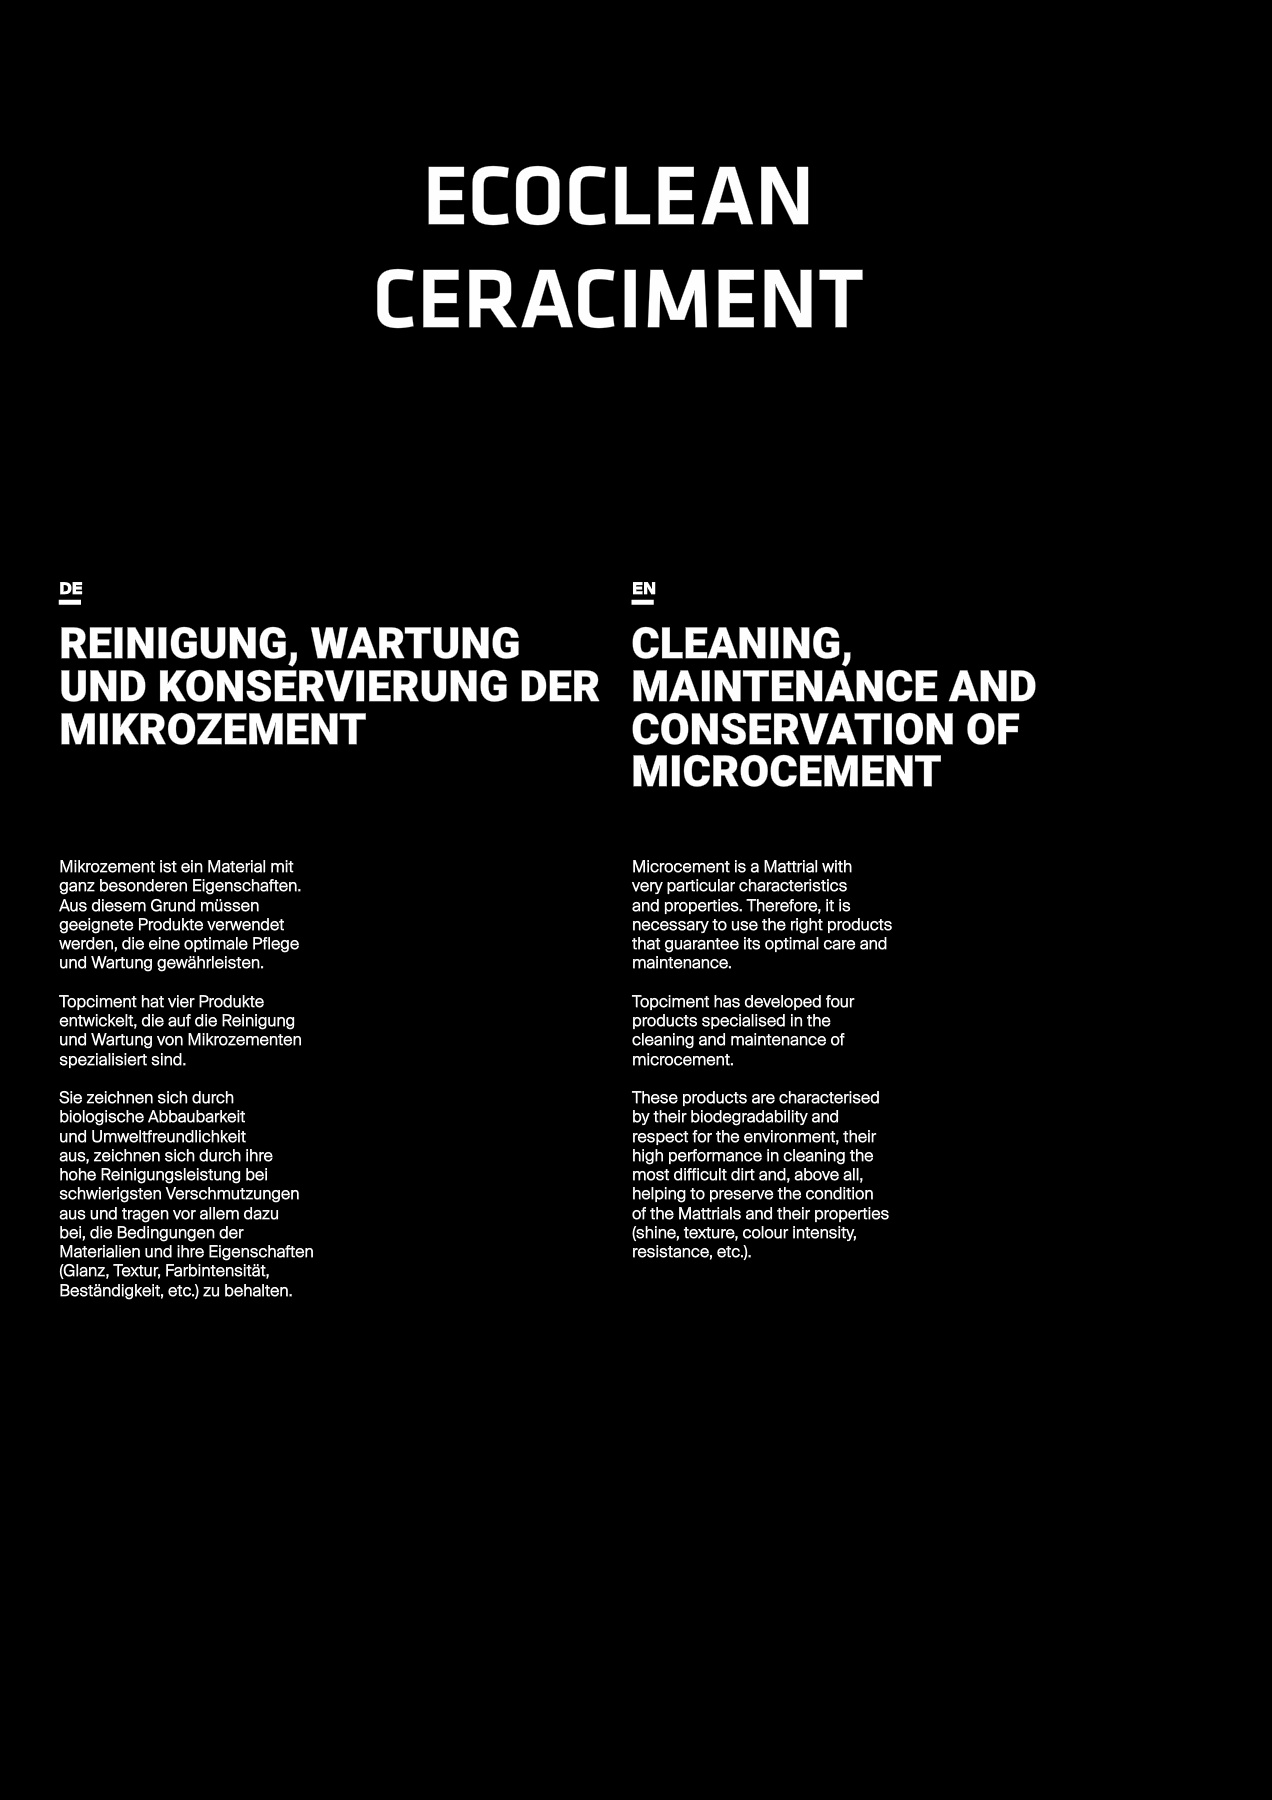 ECOCLEAN
CERACIMENT
DE
REINIGUNG, WARTUNG
UND KONSERVIERUNG DER
MIKROZEMENT
Mikrozement ist ein Material mit
ganz besonderen Eigenschaften.
Aus diesem Grund müssen
geeignete Produkte verwendet
werden, die eine optimale Pflege
und Wartung gewährleisten.
Topciment hat vier Produkte
entwickelt, die auf die Reinigung
und Wartung von Mikrozementen
spezialisiert sind.
Sie zeichnen sich durch
biologische Abbaubarkeit
und Umweltfreundlichkeit
aus, zeichnen sich durch ihre
hohe Reinigungsleistung bei
schwierigsten Verschmutzungen
aus und tragen vor allem dazu
bei, die Bedingungen der
Materialien und ihre Eigenschaften
(Glanz, Textur, Farbintensität,
Beständigkeit, etc.) zu behalten.
EN
CLEANING,
MAINTENANCE AND
CONSERVATION OF
MICROCEMENT
Microcement is a Mattrial with
very particular characteristics
and properties. Therefore, it is
necessary to use the right products
that guarantee its optimal care and
maintenance.
Topciment has developed four
products specialised in the
cleaning and maintenance of
microcement.
These products are characterised
by their biodegradability and
respect for the environment, their
high performance in cleaning the
most difficult dirt and, above all,
helping to preserve the condition
of the Mattrials and their properties
(shine, texture, colour intensity,
resistance, etc.).